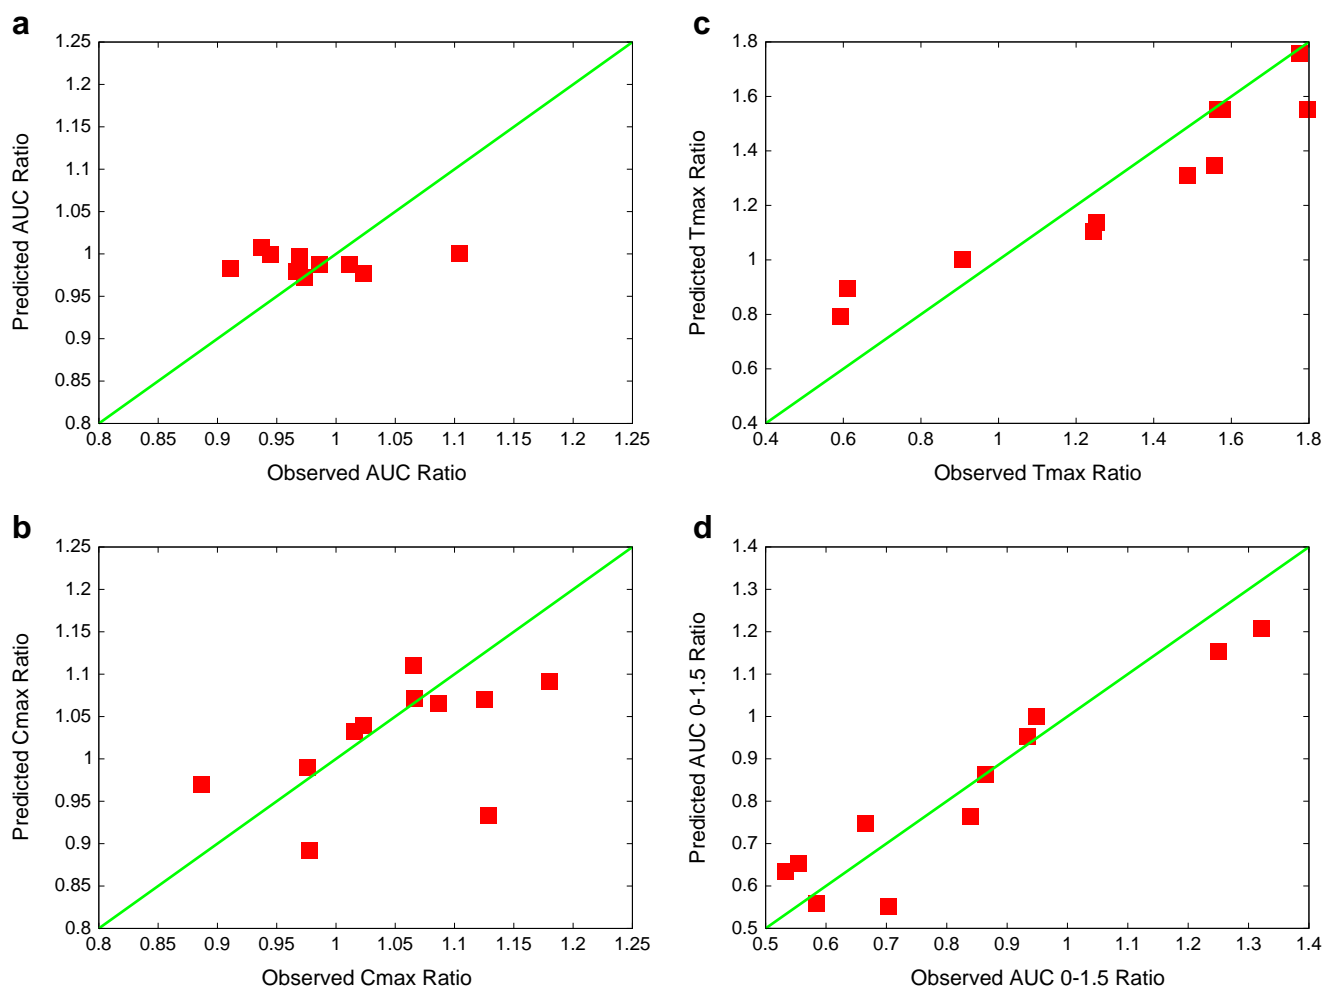 a
1.25
1.2
1.15
1.1
1.05
1
0.95
0.9
0.85
0.8
0.8 0.85 0.9 0.95 1 1.05 1.1 1.15 1.2 1.25
Predicted AUC Ratio
Observed AUC Ratio
c
1.8
1.6
1.4
1.2
1
0.8
0.6
0.4
0.4 0.6 0.8 1 1.2 1.4 1.6 1.8
Predicted Tmax Ratio
Observed Tmax Ratio
b
1.25
1.2
1.15
1.1
1.05
1
0.95
0.9
0.85
0.8
0.8 0.85 0.9 0.95 1 1.05 1.1 1.15 1.2 1.25
Predicted Cmax Ratio
Observed Cmax Ratio
d
1.4
1.3
1.2
1.1
1
0.9
0.8
0.7
0.6
0.5
0.5 0.6 0.7 0.8 0.9 1 1.1 1.2 1.3 1.4
Predicted AUC 0-1.5 Ratio
Observed AUC 0-1.5 Ratio